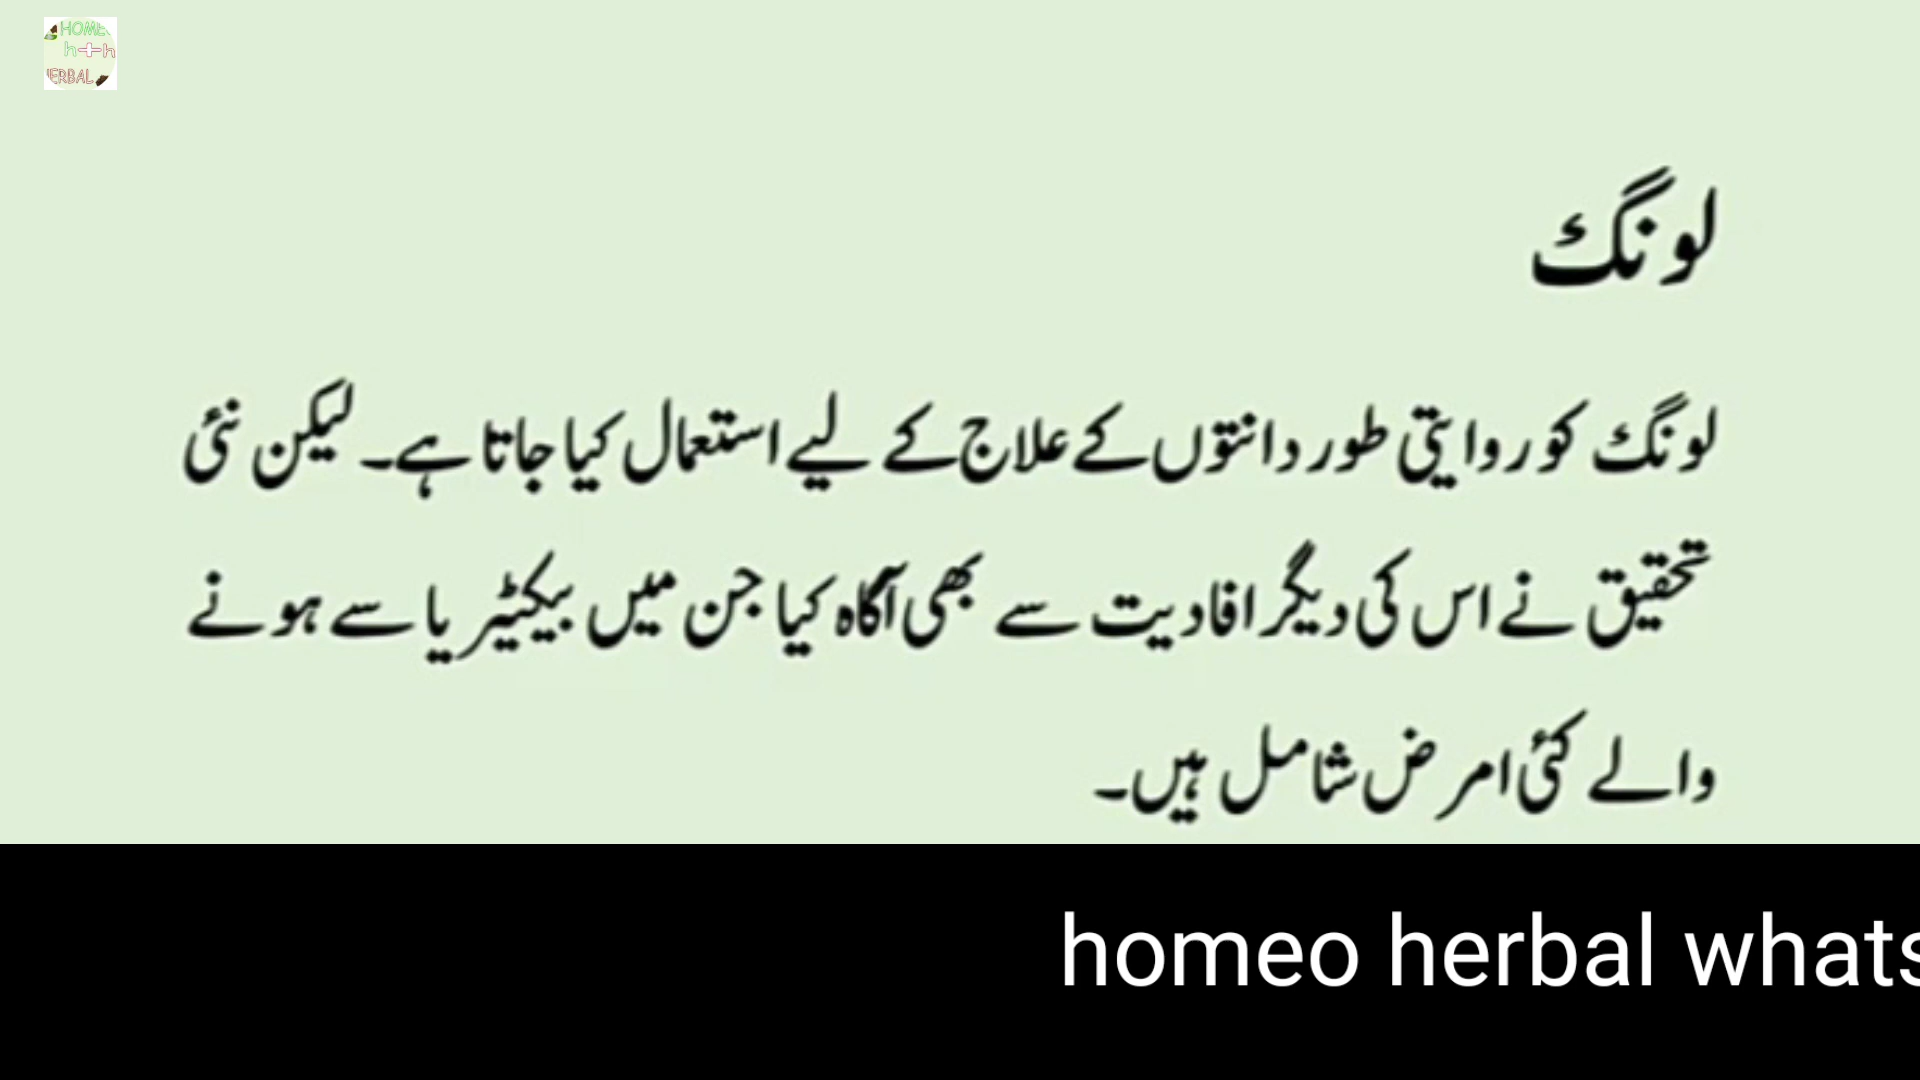 HOME
h+h
ERBAL
لونگ
لونگ کو روایتی طور دانتوں کے علاج کے لیے استعمال کیا جاتا ہے۔ لیکن نئی
تحقیق نے اس کی دیگر افادیت سے بھی آگاہ کیا جن میں بیکٹیریا سے ہونے
والے کئی امرض شامل ہیں۔
homeo herbal whats